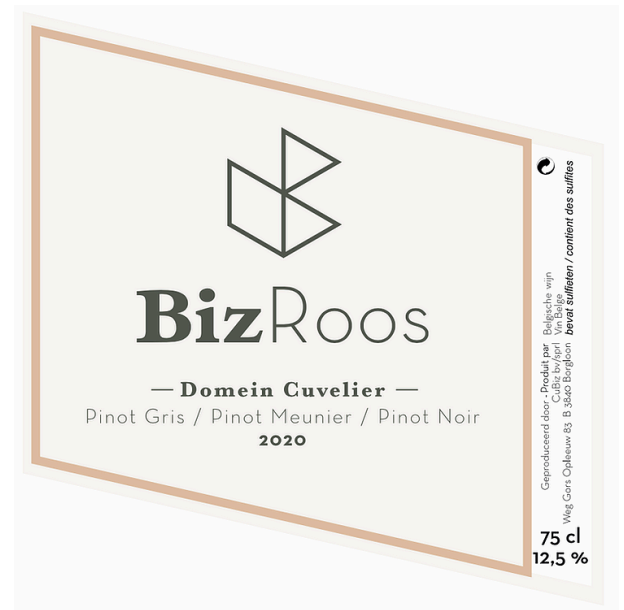 BizRoos
Domein Cuvelier
Pinot Gris / Pinot Meunier / Pinot Noir
2020
Geproduceerd door - Produit par
CuBiz bv/sprl
Weg Gors Opleeuw 83 B 3840 Borgloon
Belgische wijn
Vin Belge
bevat sulfieten / contient des sulfites
75 cl
12,5 %